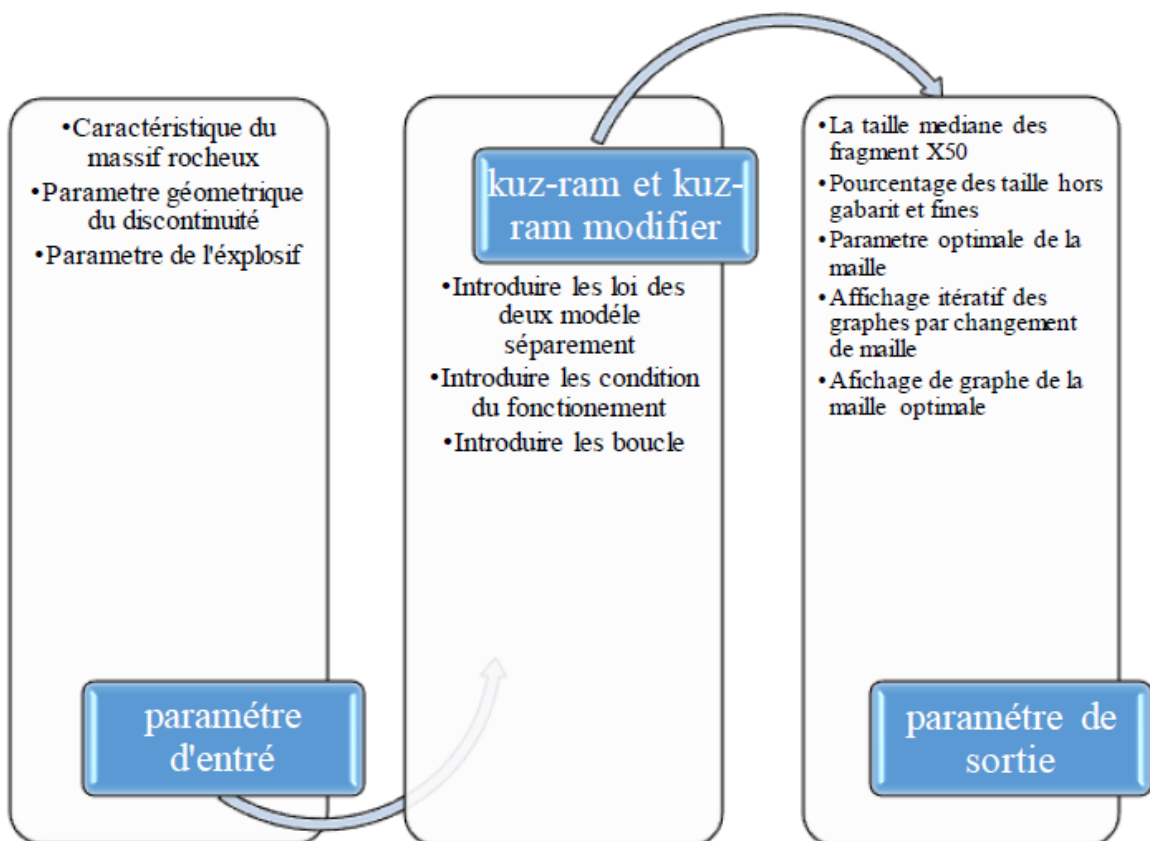 •Caractéristique du
massif rocheux
•Parametre géometrique
du discontinuité
•Parametre de l'éxplosif
paramétre
d'entré
kuz-ram et kuz-
ram modifier
•Introduire les loi des
deux modéle
séparement
•Introduire les condition
du fonctionement
•Introduire les boucle
•La taille mediane des
fragment X50
•Pourcentage des taille hors
gabarit et fines
•Parametre optimale de la
maille
•Affichage itératif des
graphes par changement
de maille
•Afichage de graphe de la
maille optimale
paramétre de
sortie